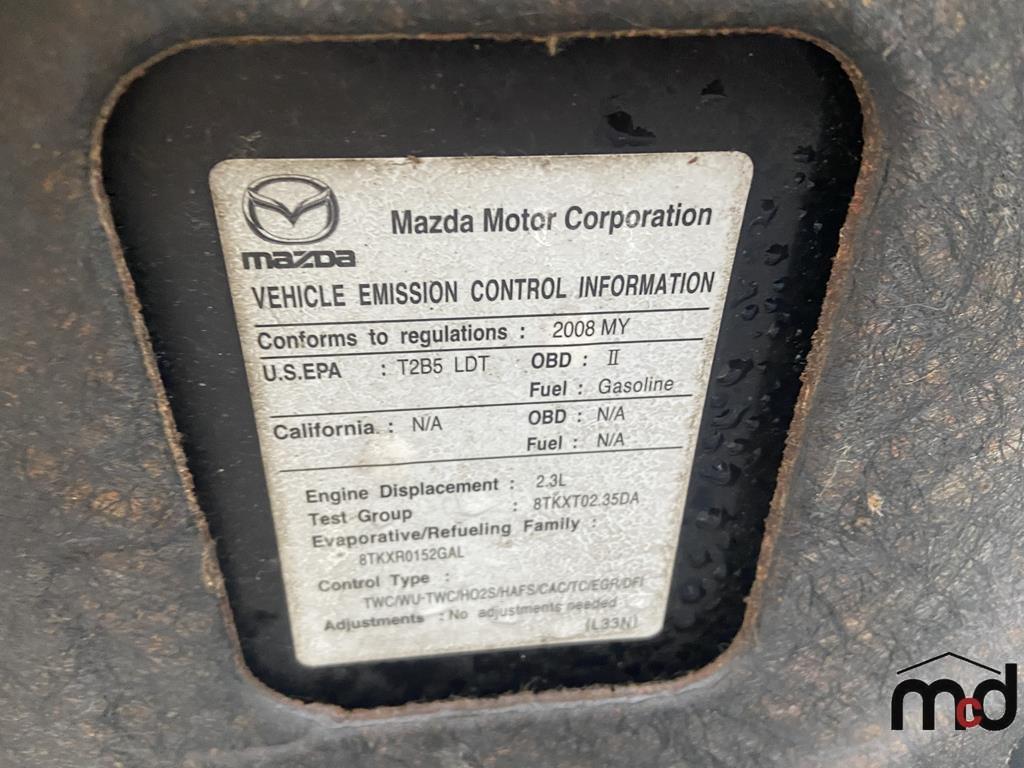 mazda
Mazda Motor Corporation
VEHICLE EMISSION CONTROL INFORMATION
Conforms to regulations : 2008 MY
U.S.EPA : T2B5 LDT OBD : II
Fuel : Gasoline
California : N/A OBD : N/A
Fuel : N/A
Engine Displacement : 2.3L
Test Group : 8TKXT02.35DA
Evaporative/Refueling Family :
8TKXR0152GAL
Control Type :
TWC/WU-TWC/HO2S/HAFS/CAC/TC/EGR/DFI
Adjustments : No adjustments needed
(L33N)
mcd